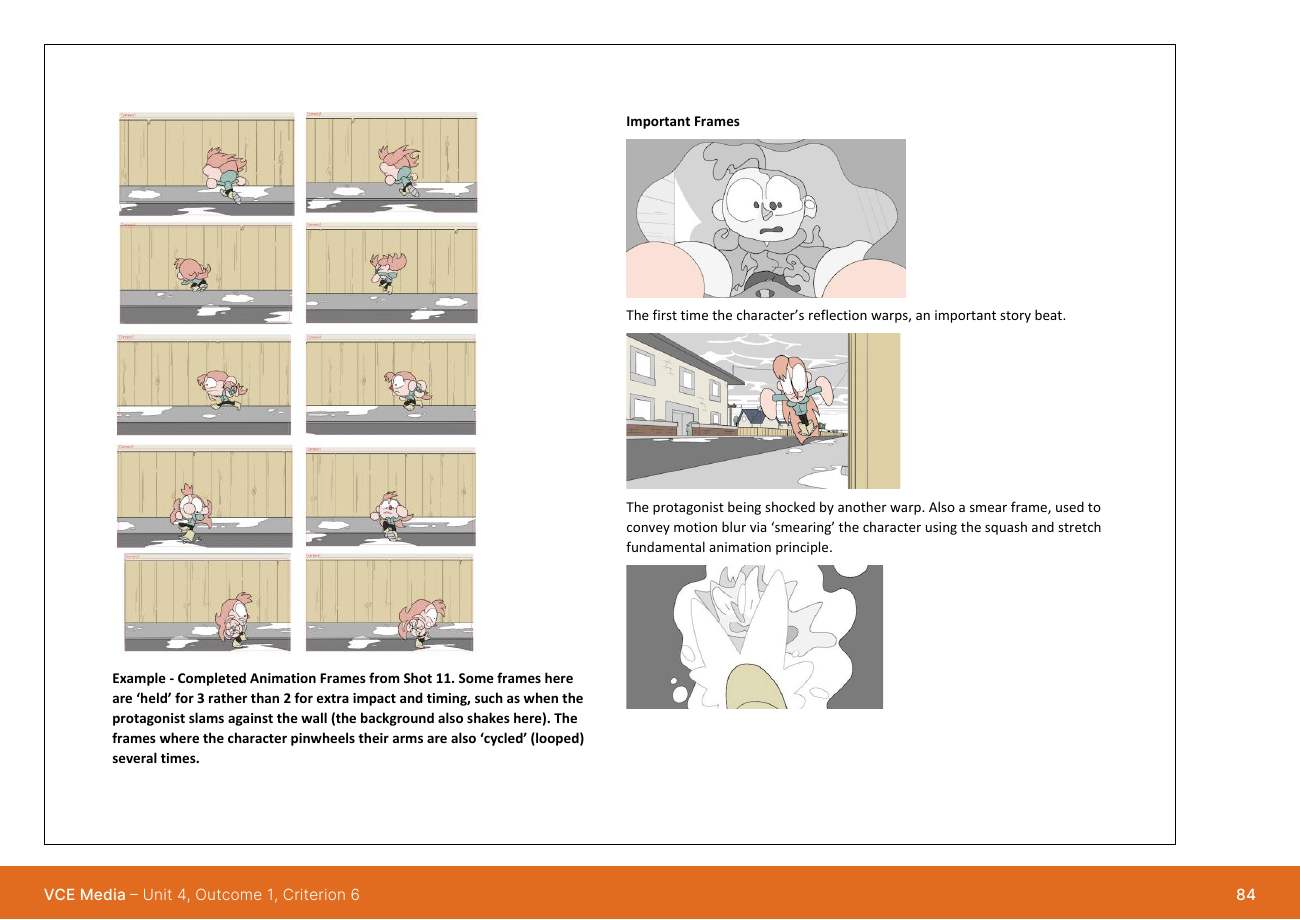 Example - Completed Animation Frames from Shot 11. Some frames here
are ‘held’ for 3 rather than 2 for extra impact and timing, such as when the
protagonist slams against the wall (the background also shakes here). The
frames where the character pinwheels their arms are also ‘cycled’ (looped)
several times.
Important Frames
The first time the character’s reflection warps, an important story beat.
The protagonist being shocked by another warp. Also a smear frame, used to
convey motion blur via ‘smearing’ the character using the squash and stretch
fundamental animation principle.
VCE Media – Unit 4, Outcome 1, Criterion 6
84